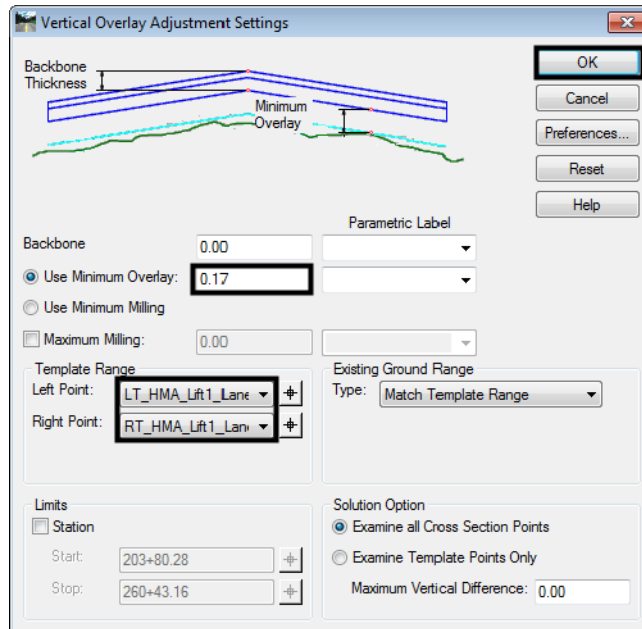 Vertical Overlay Adjustment Settings
Backbone
Thickness
Minimum
Overlay
OK
Cancel
Preferences...
Reset
Help
Parametric Label
Backbone 0.00
Use Minimum Overlay: 0.17
Use Minimum Milling
Maximum Milling: 0.00
Template Range
Left Point: LT_HMA_Lift1_Lane
Right Point: RT_HMA_Lift1_Lan
Existing Ground Range
Type: Match Template Range
Limits
Station
Start: 203+80.28
Stop: 260+43.16
Solution Option
Examine all Cross Section Points
Examine Template Points Only
Maximum Vertical Difference: 0.00